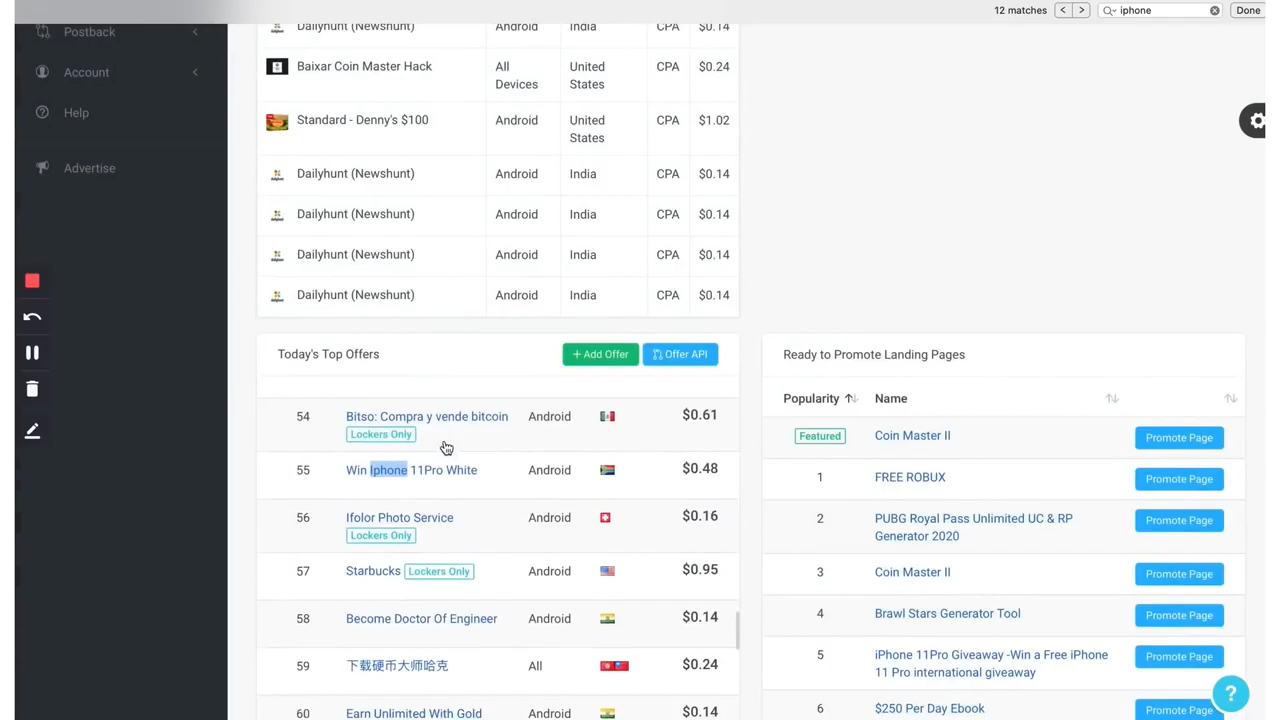 12 matches
iphone
Done
Postback
Account
Help
Advertise
Dailyhunt (Newshunt) Android India CPA $0.14
Baixar Coin Master Hack All Devices United States CPA $0.24
Standard - Denny's $100 Android United States CPA $1.02
Dailyhunt (Newshunt) Android India CPA $0.14
Dailyhunt (Newshunt) Android India CPA $0.14
Dailyhunt (Newshunt) Android India CPA $0.14
Dailyhunt (Newshunt) Android India CPA $0.14
Today's Top Offers
+ Add Offer
Offer API
54 Bitso: Compra y vende bitcoin Android $0.61
Lockers Only
55 Win Iphone 11Pro White Android $0.48
56 Ifolor Photo Service Android $0.16
Lockers Only
57 Starbucks Lockers Only Android $0.95
58 Become Doctor Of Engineer Android $0.14
59 下载硬币大师哈克 All $0.24
60 Earn Unlimited With Gold Android $0.14
Ready to Promote Landing Pages
Popularity Name
Featured Coin Master II Promote Page
1 FREE ROBUX Promote Page
2 PUBG Royal Pass Unlimited UC & RP
Generator 2020 Promote Page
3 Coin Master II Promote Page
4 Brawl Stars Generator Tool Promote Page
5 iPhone 11Pro Giveaway -Win a Free iPhone
11 Pro international giveaway Promote Page
6 $250 Per Day Ebook Promote Page
?